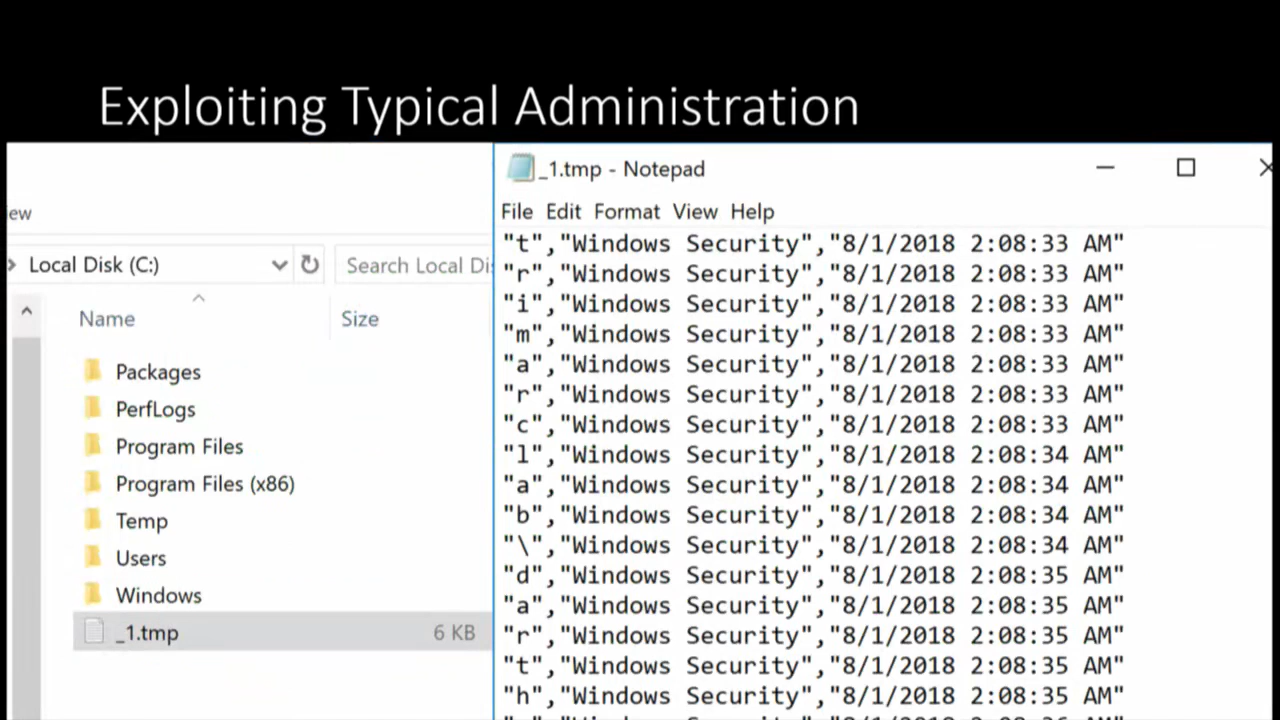 Exploiting Typical Administration
ew
Local Disk (C:)
Search Local Dis
Name
Size
Packages
PerfLogs
Program Files
Program Files (x86)
Temp
Users
Windows
_1.tmp
6 KB
_1.tmp - Notepad
File Edit Format View Help
"t","Windows Security","8/1/2018 2:08:33 AM"
"r","Windows Security","8/1/2018 2:08:33 AM"
"i","Windows Security","8/1/2018 2:08:33 AM"
"m","Windows Security","8/1/2018 2:08:33 AM"
"a","Windows Security","8/1/2018 2:08:33 AM"
"r","Windows Security","8/1/2018 2:08:33 AM"
"c","Windows Security","8/1/2018 2:08:33 AM"
"l","Windows Security","8/1/2018 2:08:34 AM"
"a","Windows Security","8/1/2018 2:08:34 AM"
"b","Windows Security","8/1/2018 2:08:34 AM"
"\","Windows Security","8/1/2018 2:08:34 AM"
"d","Windows Security","8/1/2018 2:08:35 AM"
"a","Windows Security","8/1/2018 2:08:35 AM"
"r","Windows Security","8/1/2018 2:08:35 AM"
"t","Windows Security","8/1/2018 2:08:35 AM"
"h","Windows Security","8/1/2018 2:08:35 AM"